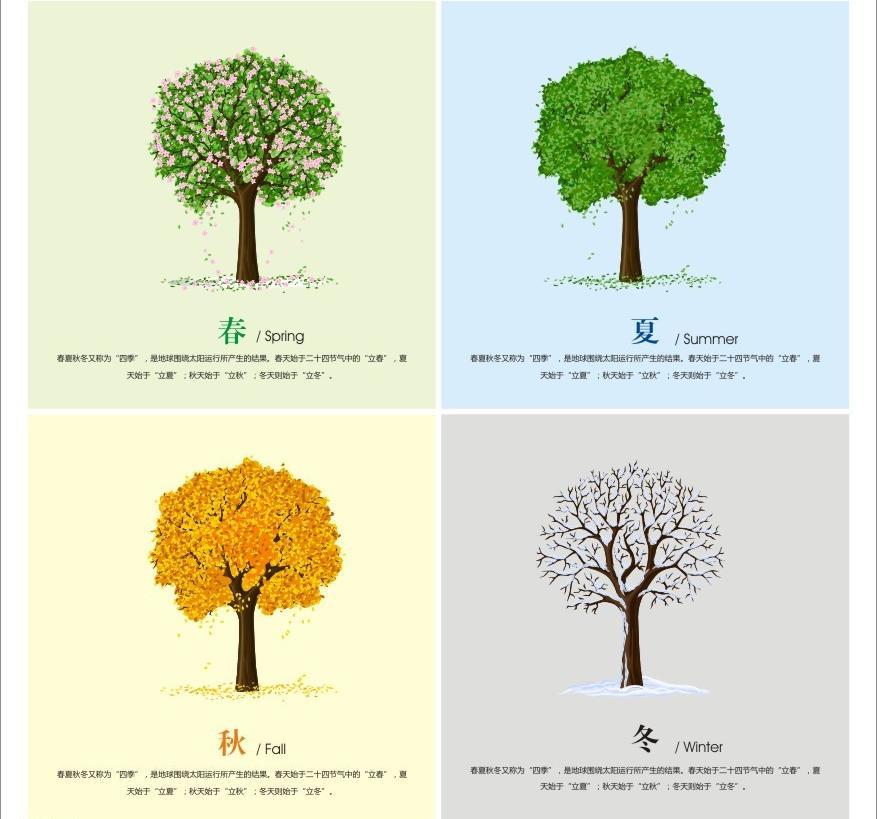 春 / Spring
春夏秋冬又称为“四季”，是地球围绕太阳运行所产生的结果。春天始于二十四节气中的“立春”，夏
天始于“立夏”；秋天始于“立秋”；冬天则始于“立冬”。
夏 / Summer
春夏秋冬又称为“四季”，是地球围绕太阳运行所产生的结果。春天始于二十四节气中的“立春”，夏
天始于“立夏”；秋天始于“立秋”；冬天则始于“立冬”。
秋 / Fall
春夏秋冬又称为“四季”，是地球围绕太阳运行所产生的结果。春天始于二十四节气中的“立春”，夏
天始于“立夏”；秋天始于“立秋”；冬天则始于“立冬”。
冬 / Winter
春夏秋冬又称为“四季”，是地球围绕太阳运行所产生的结果。春天始于二十四节气中的“立春”，夏
天始于“立夏”；秋天始于“立秋”；冬天则始于“立冬”。